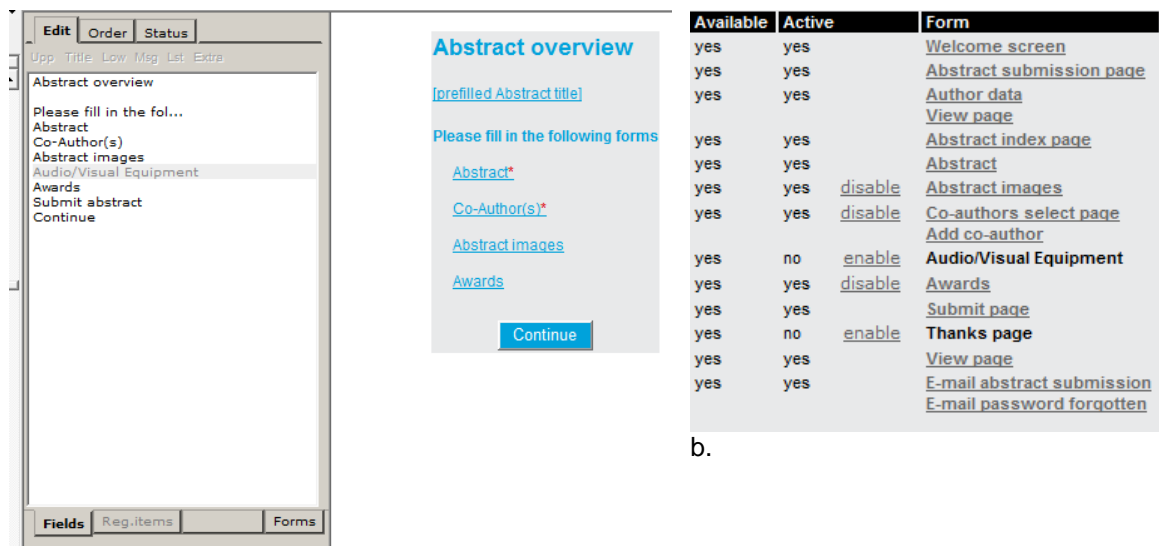 Edit Order Status
Upp Title Low Msg Lst Extra
Abstract overview
Please fill in the fol...
Abstract
Co-Author(s)
Abstract images
Audio/Visual Equipment
Awards
Submit abstract
Continue
Fields Reg.items Forms
Abstract overview
[prefilled Abstract title]
Please fill in the following forms
Abstract*
Co-Author(s)*
Abstract images
Awards
Continue
Available Active Form
yes yes Welcome screen
yes yes Abstract submission page
yes yes Author data
View page
yes yes Abstract index page
yes yes Abstract
yes yes disable Abstract images
yes yes disable Co-authors select page
Add co-author
yes no enable Audio/Visual Equipment
yes yes disable Awards
yes yes Submit page
yes no enable Thanks page
yes yes View page
yes yes E-mail abstract submission
E-mail password forgotten
b.